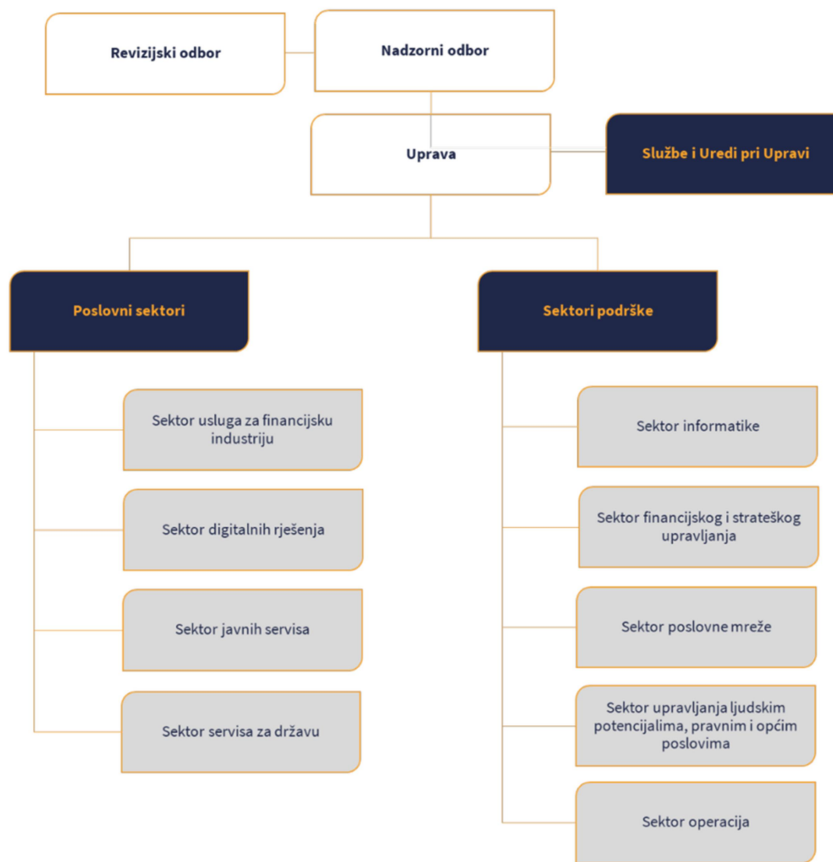 Revizijski odbor
Nadzorni odbor
Uprava
Službe i Uredi pri Upravi
Poslovni sektori
Sektor usluga za financijsku
industriju
Sektor digitalnih rješenja
Sektor javnih servisa
Sektor servisa za državu
Sektori podrške
Sektor informatike
Sektor financijskog i strateškog
upravljanja
Sektor poslovne mreže
Sektor upravljanja ljudskim
potencijalima, pravnim i općim
poslovima
Sektor operacija